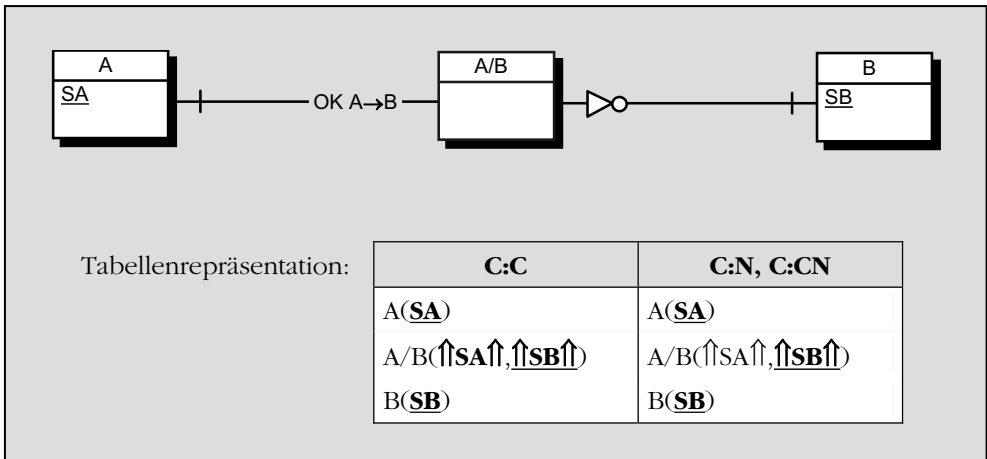 A A/B B
SA SB
OK A→B
Tabellenrepräsentation: C:C C:N, C:CN
A(SA) A(SA)
A/B(⇑SA⇑,⇑SB⇑) A/B(⇑SA⇑,⇑SB⇑)
B(SB) B(SB)